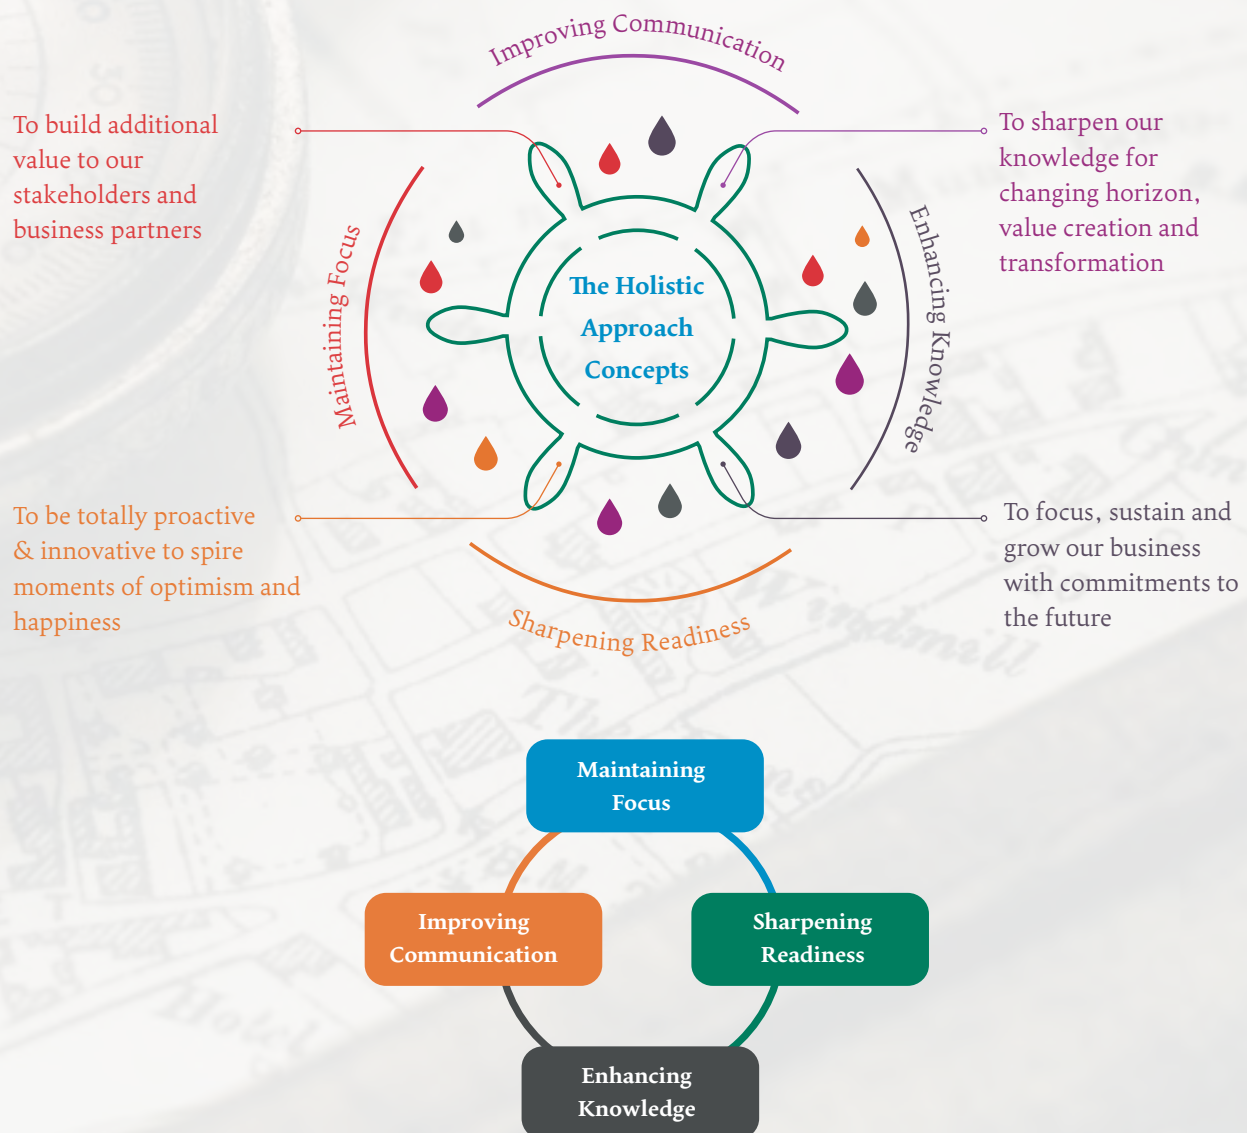 Improving Communication
To build additional
value to our
stakeholders and
business partners
To sharpen our
knowledge for
changing horizon,
value creation and
transformation
Maintaining Focus
The Holistic
Approach
Concepts
Enhancing Knowledge
To be totally proactive
& innovative to spire
moments of optimism and
happiness
To focus, sustain and
grow our business
with commitments to
the future
Sharpening Readiness
Windmill
Maintaining
Focus
Improving
Communication
Sharpening
Readiness
Hotel
Enhancing
Knowledge